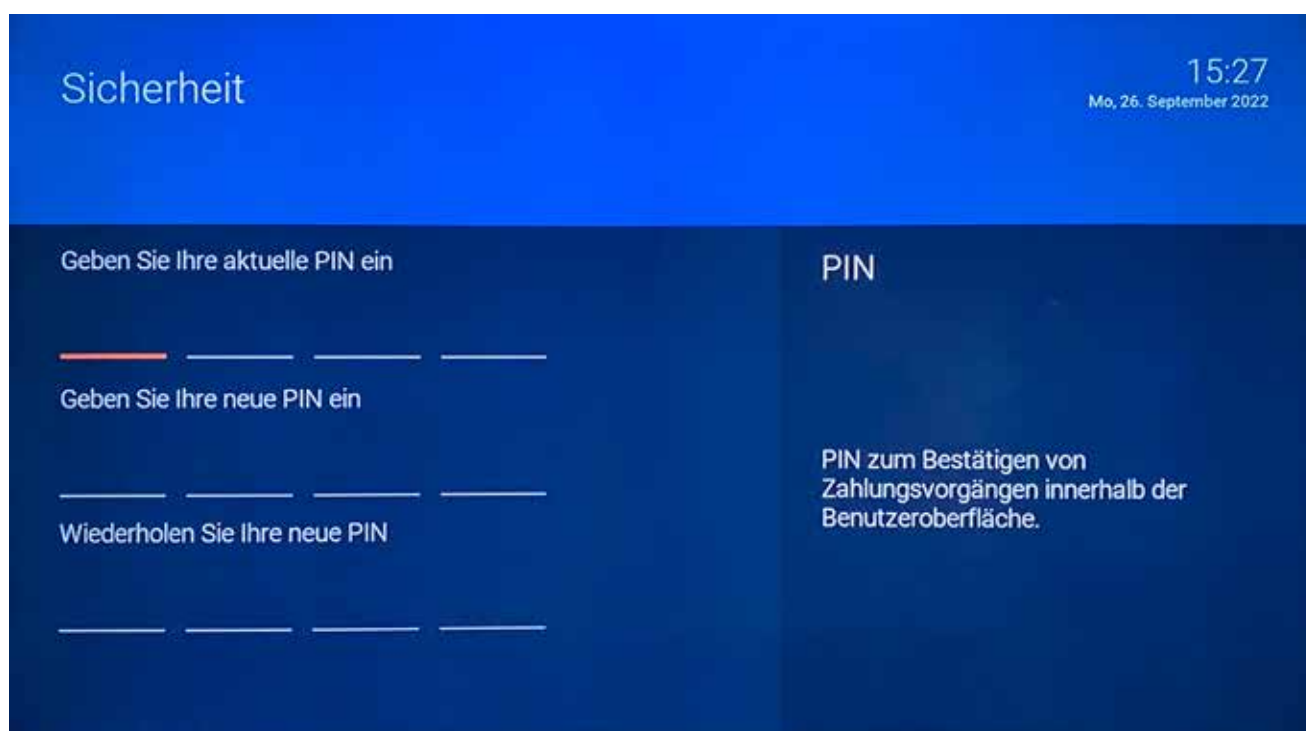 Sicherheit
15:27
Mo, 26. September 2022
Geben Sie Ihre aktuelle PIN ein
Geben Sie Ihre neue PIN ein
Wiederholen Sie Ihre neue PIN
PIN
PIN zum Bestätigen von
Zahlungsvorgängen innerhalb der
Benutzeroberfläche.